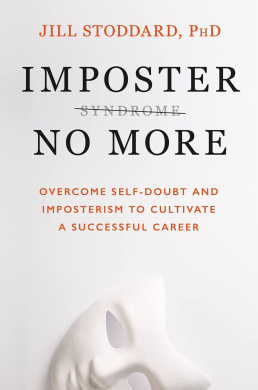 JILL STODDARD, PHD
IMPOSTER
SYNDROME
NO MORE
OVERCOME SELF-DOUBT AND
IMPOSTERISM TO CULTIVATE
A SUCCESSFUL CAREER